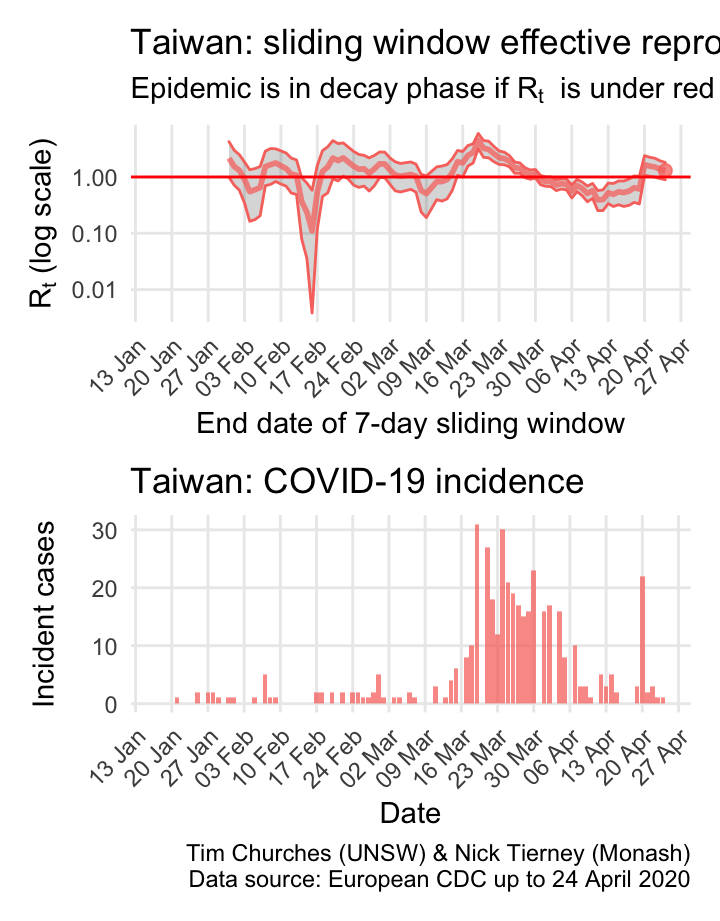 Taiwan: sliding window effective repro
Epidemic is in decay phase if Rt is under red
Rt (log scale)
1.00
0.10
0.01
13 Jan
20 Jan
27 Jan
03 Feb
10 Feb
17 Feb
24 Feb
02 Mar
09 Mar
16 Mar
23 Mar
30 Mar
06 Apr
13 Apr
20 Apr
27 Apr
End date of 7-day sliding window
Taiwan: COVID-19 incidence
Incident cases
30
20
10
0
13 Jan
20 Jan
27 Jan
03 Feb
10 Feb
17 Feb
24 Feb
02 Mar
09 Mar
16 Mar
23 Mar
30 Mar
06 Apr
13 Apr
20 Apr
27 Apr
Date
Tim Churches (UNSW) & Nick Tierney (Monash)
Data source: European CDC up to 24 April 2020